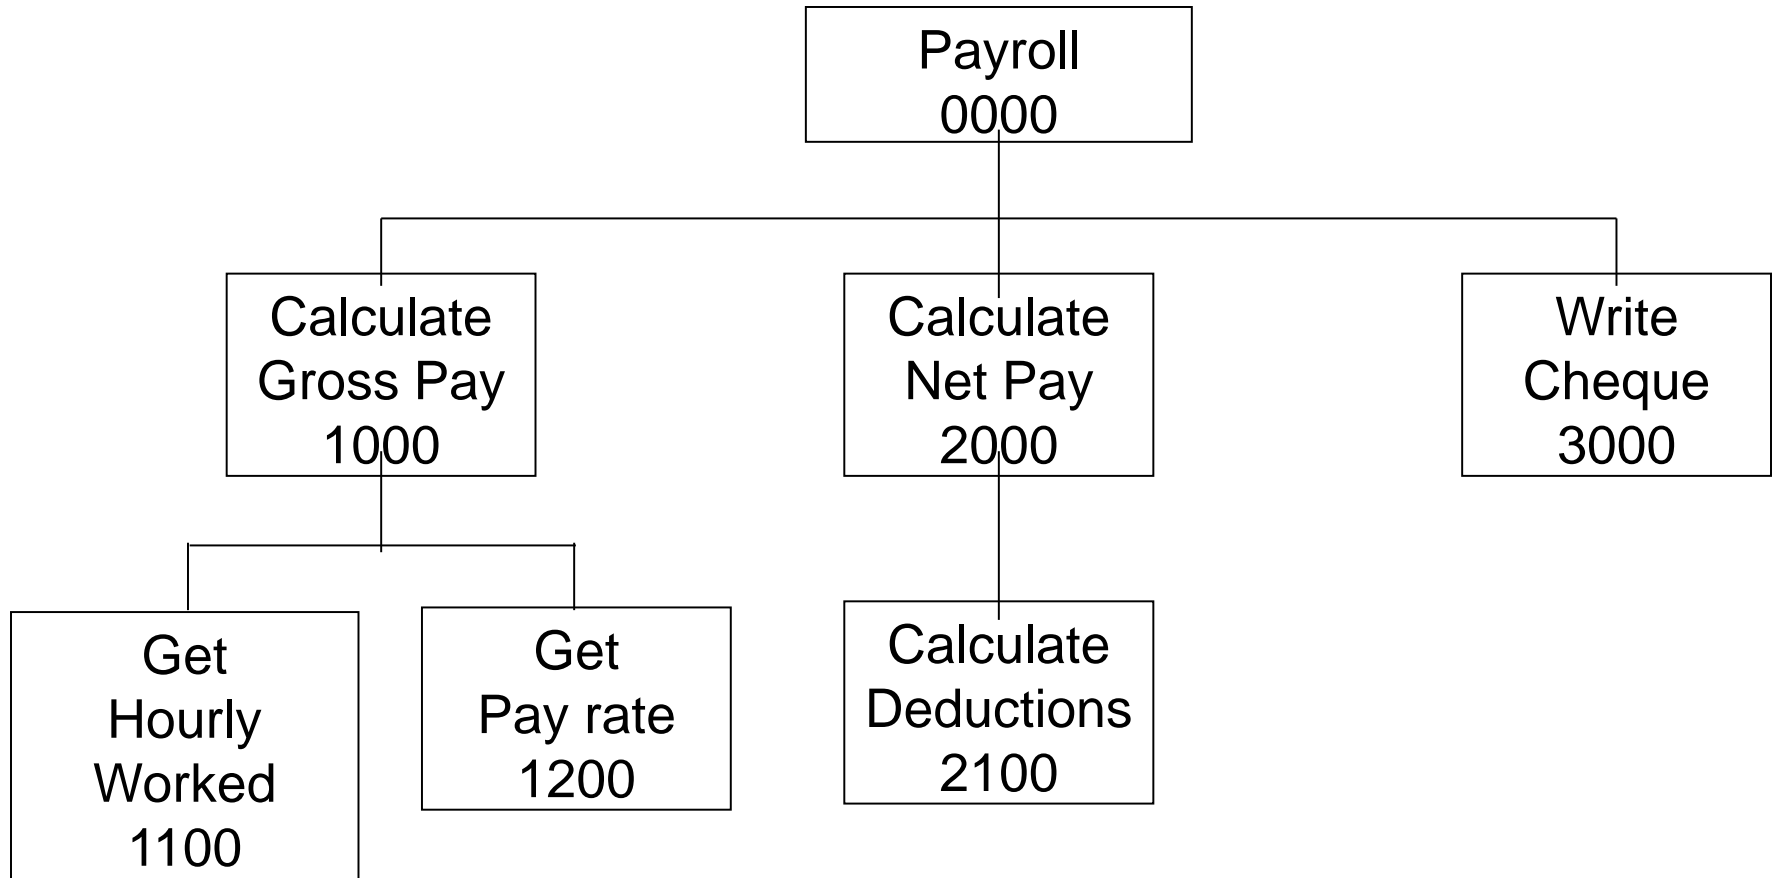 Payroll
0000
Calculate
Gross Pay
1000
Calculate
Net Pay
2000
Write
Cheque
3000
Get
Hourly
Worked
1100
Get
Pay rate
1200
Calculate
Deductions
2100